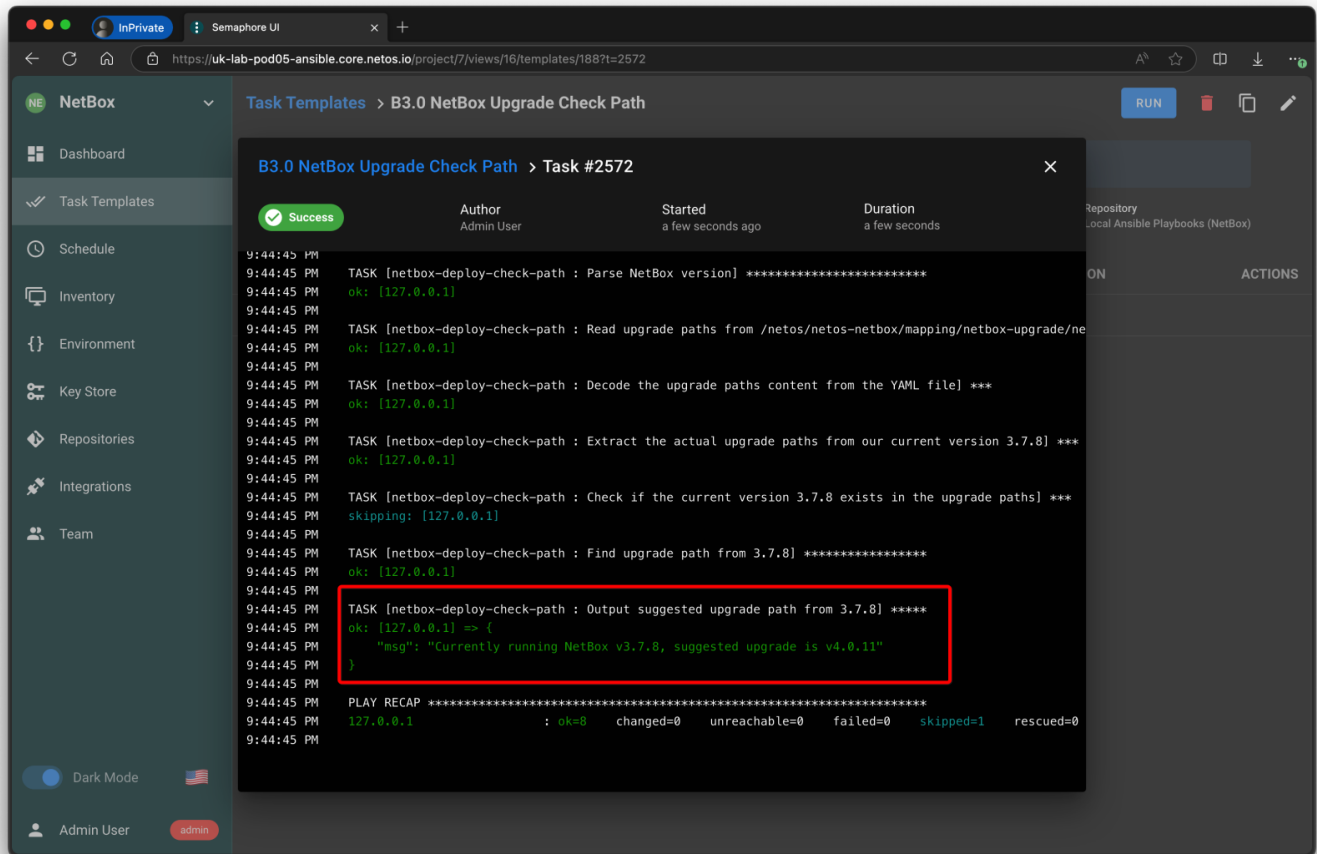 InPrivate
Semaphore UI
https://uk-lab-pod05-ansible.core.netos.io/project/7/views/16/templates/188?t=2572
NE
NetBox
Task Templates > B3.0 NetBox Upgrade Check Path
RUN
Dashboard
Task Templates
Schedule
Inventory
Environment
Key Store
Repositories
Integrations
Team
Dark Mode
Admin User
admin
B3.0 NetBox Upgrade Check Path > Task #2572
Success
Author
Admin User
Started
a few seconds ago
Duration
a few seconds
Repository
Local Ansible Playbooks (NetBox)
ON
ACTIONS
9:44:45 PM
9:44:45 PM TASK [netbox-deploy-check-path : Parse NetBox version] *************************
9:44:45 PM ok: [127.0.0.1]
9:44:45 PM
9:44:45 PM TASK [netbox-deploy-check-path : Read upgrade paths from /netos/netos-netbox/mapping/netbox-upgrade/ne
9:44:45 PM ok: [127.0.0.1]
9:44:45 PM
9:44:45 PM TASK [netbox-deploy-check-path : Decode the upgrade paths content from the YAML file] ***
9:44:45 PM ok: [127.0.0.1]
9:44:45 PM
9:44:45 PM TASK [netbox-deploy-check-path : Extract the actual upgrade paths from our current version 3.7.8] ***
9:44:45 PM ok: [127.0.0.1]
9:44:45 PM
9:44:45 PM TASK [netbox-deploy-check-path : Check if the current version 3.7.8 exists in the upgrade paths] ***
9:44:45 PM skipping: [127.0.0.1]
9:44:45 PM
9:44:45 PM TASK [netbox-deploy-check-path : Find upgrade path from 3.7.8] *****************
9:44:45 PM ok: [127.0.0.1]
9:44:45 PM
9:44:45 PM TASK [netbox-deploy-check-path : Output suggested upgrade path from 3.7.8] *****
9:44:45 PM ok: [127.0.0.1] => {
9:44:45 PM "msg": "Currently running NetBox v3.7.8, suggested upgrade is v4.0.11"
9:44:45 PM }
9:44:45 PM
9:44:45 PM PLAY RECAP *********************************************************************
9:44:45 PM 127.0.0.1 : ok=8 changed=0 unreachable=0 failed=0 skipped=1 rescued=0
9:44:45 PM